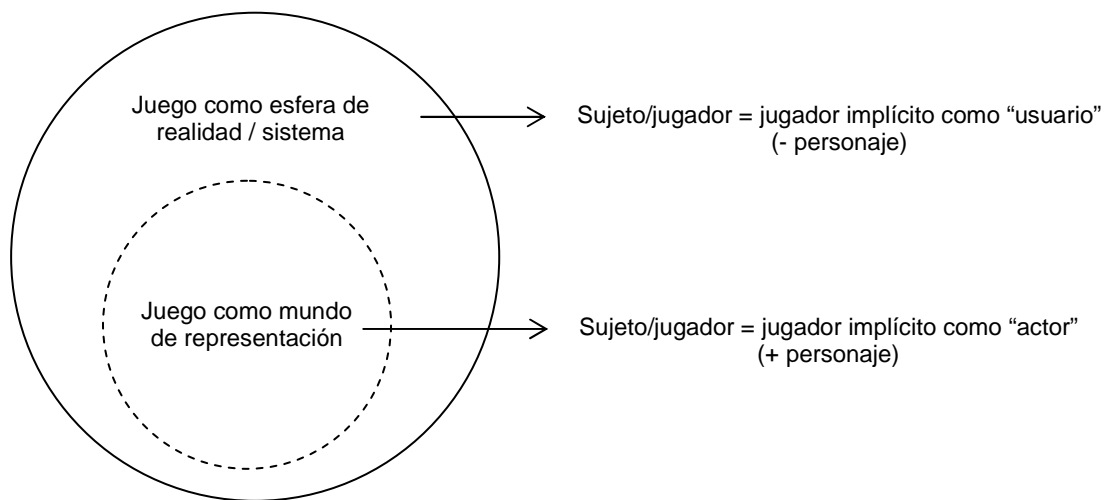 Juego como esfera de
realidad / sistema
Sujeto/jugador = jugador implícito como “usuario”
(- personaje)
Juego como mundo
de representación
Sujeto/jugador = jugador implícito como “actor”
(+ personaje)